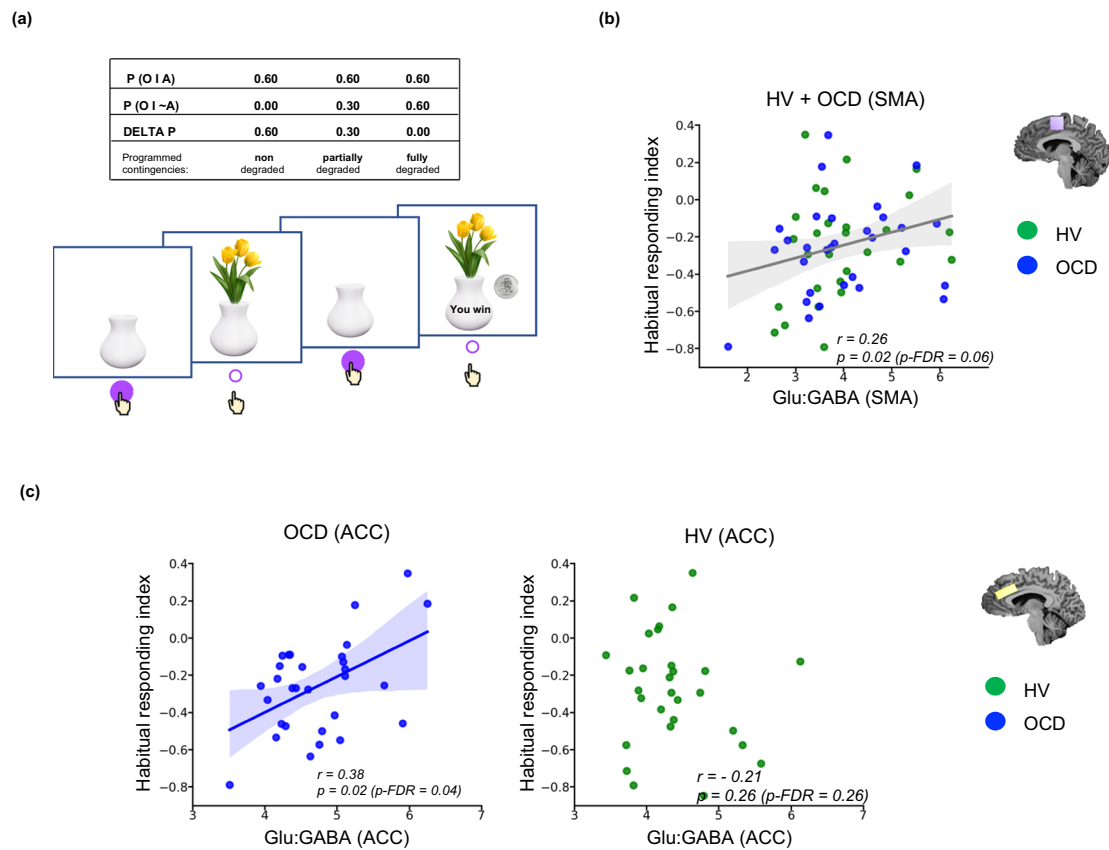 (a)
P (O I A) 0.60 0.60 0.60
P (O I ~A) 0.00 0.30 0.60
DELTA P 0.60 0.30 0.00
Programmed contingencies: non degraded partially degraded fully degraded
You win
(b)
HV + OCD (SMA)
Habitual responding index
0.4
0.2
0.0
−0.2
−0.4
−0.6
−0.8
r = 0.26
p = 0.02 (p-FDR = 0.06)
2 3 4 5 6
Glu:GABA (SMA)
HV
OCD
(c)
OCD (ACC)
Habitual responding index
0.4
0.2
0.0
−0.2
−0.4
−0.6
−0.8
r = 0.38
p = 0.02 (p-FDR = 0.04)
3 4 5 6 7
Glu:GABA (ACC)
HV (ACC)
Habitual responding index
0.4
0.2
0.0
−0.2
−0.4
−0.6
−0.8
r = - 0.21
p = 0.26 (p-FDR = 0.26)
3 4 5 6 7
Glu:GABA (ACC)
HV
OCD